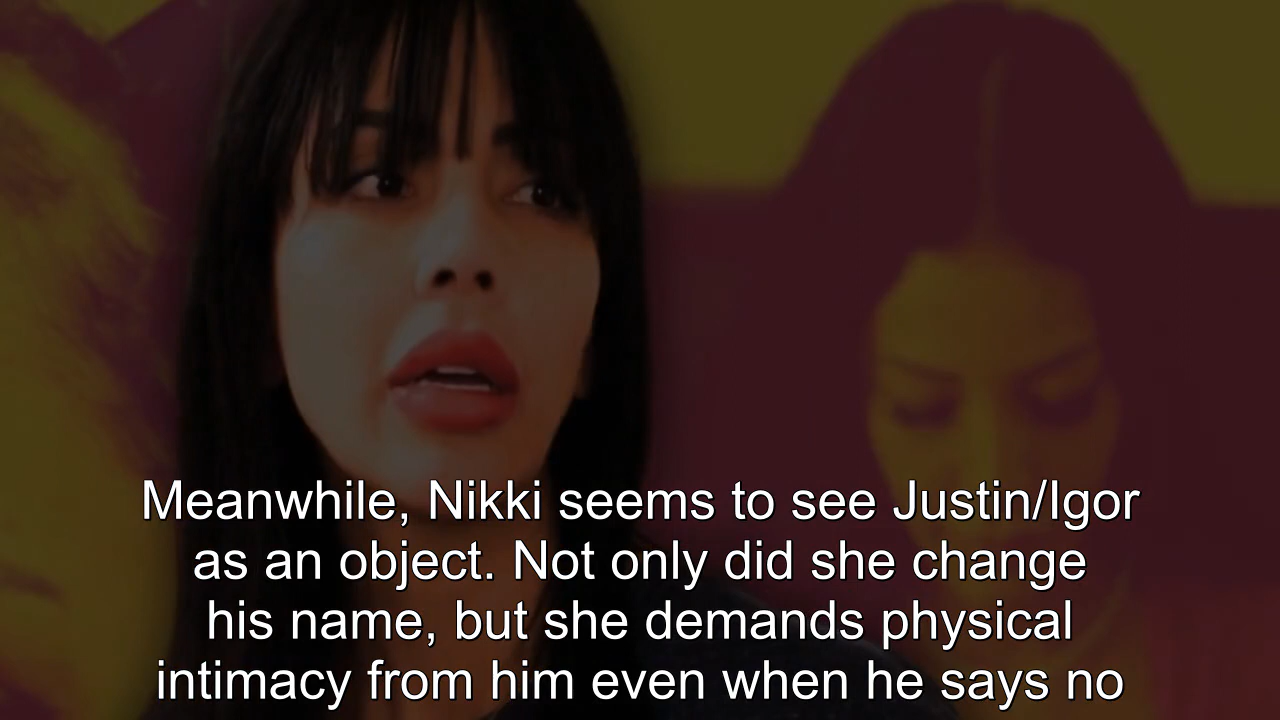 Meanwhile, Nikki seems to see Justin/Igor
as an object. Not only did she change
his name, but she demands physical
intimacy from him even when he says no